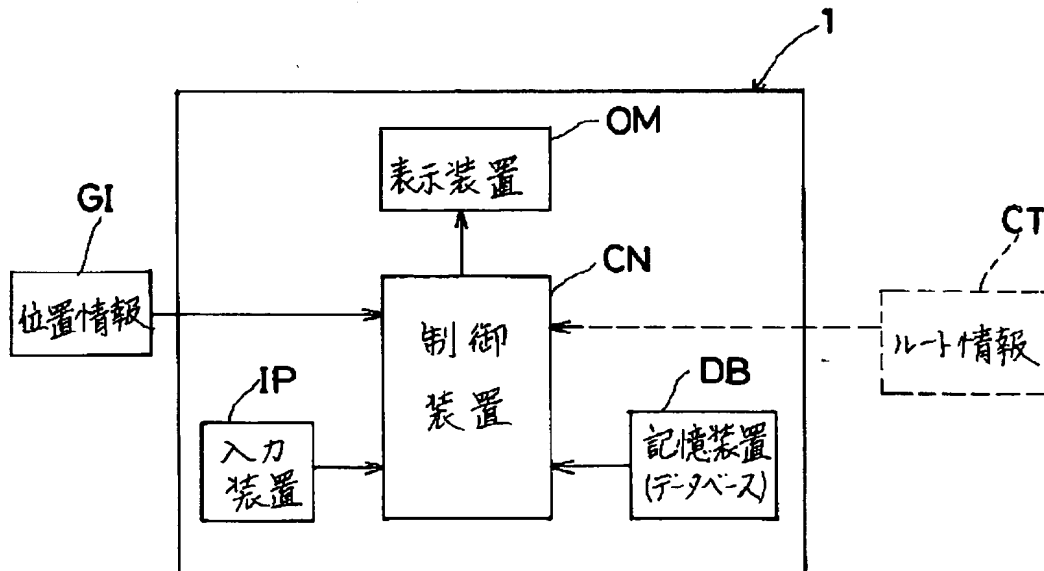 1
OM
表示装置
GI
位置情報
CN
制御
装置
CT
ルート情報
IP
入力
装置
DB
記憶装置
(データベース)